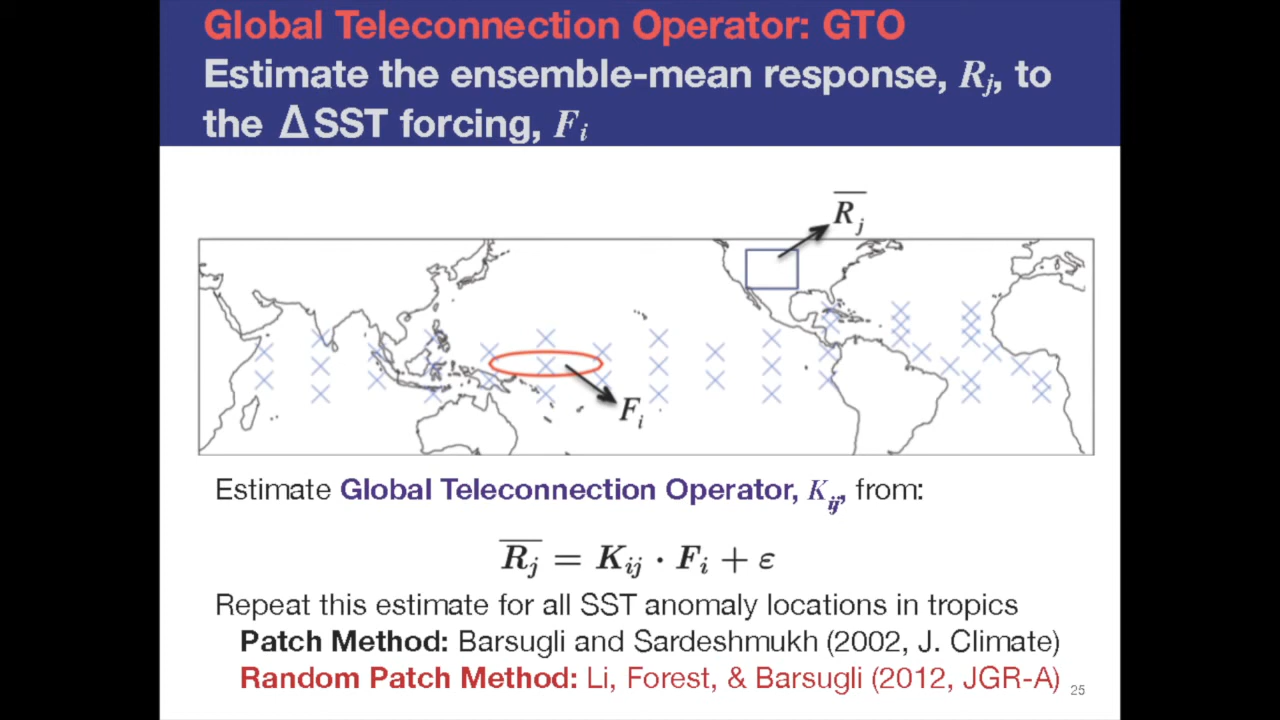 Global Teleconnection Operator: GTO
Estimate the ensemble-mean response, Rj, to
the ΔSST forcing, Fi
R̅j
Fi
Estimate Global Teleconnection Operator, Kij, from:
R̅j = Kij · Fi + ε
Repeat this estimate for all SST anomaly locations in tropics
Patch Method: Barsugli and Sardeshmukh (2002, J. Climate)
Random Patch Method: Li, Forest, & Barsugli (2012, JGR-A)
25